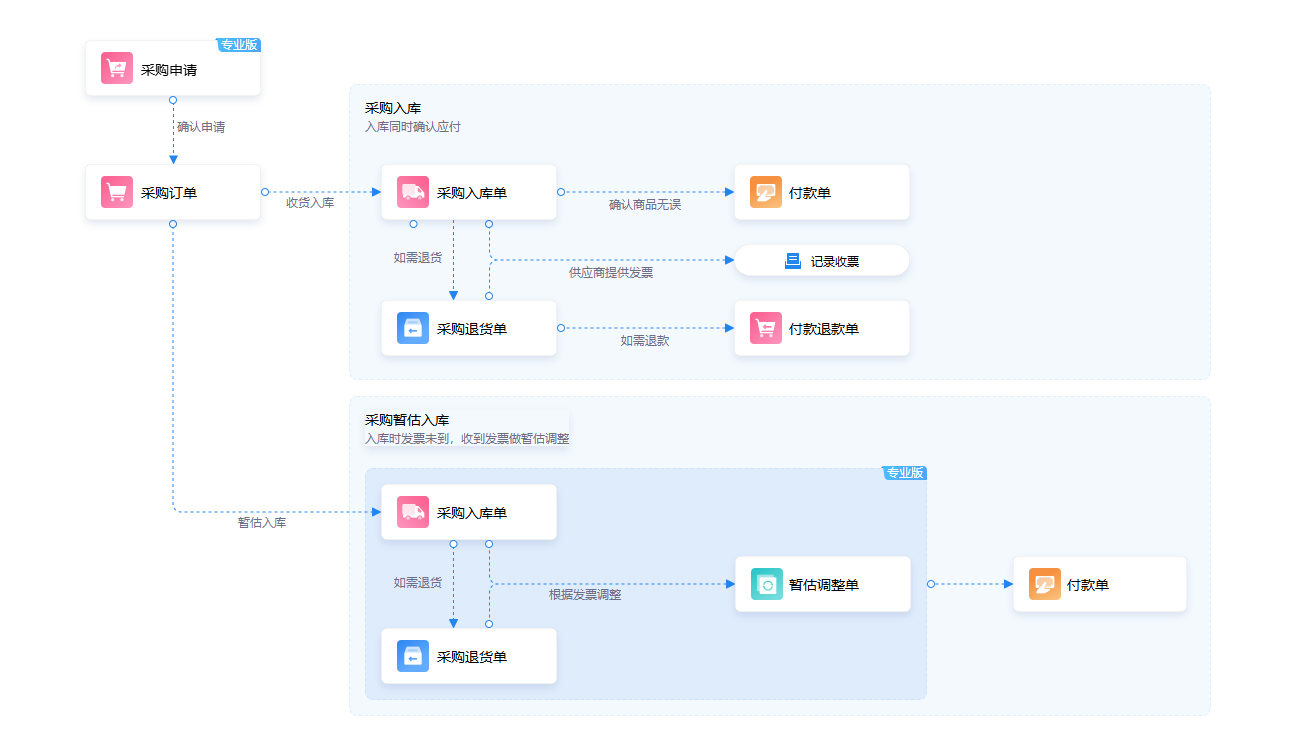 专业版
采购申请
确认申请
采购订单
收货入库
采购入库
入库同时确认应付
采购入库单
确认商品无误
付款单
如需退货
供应商提供发票
记录收票
采购退货单
如需退款
付款退款单
采购暂估入库
入库时发票未到，收到发票做暂估调整
专业版
暂估入库
采购入库单
如需退货
根据发票调整
暂估调整单
付款单
采购退货单